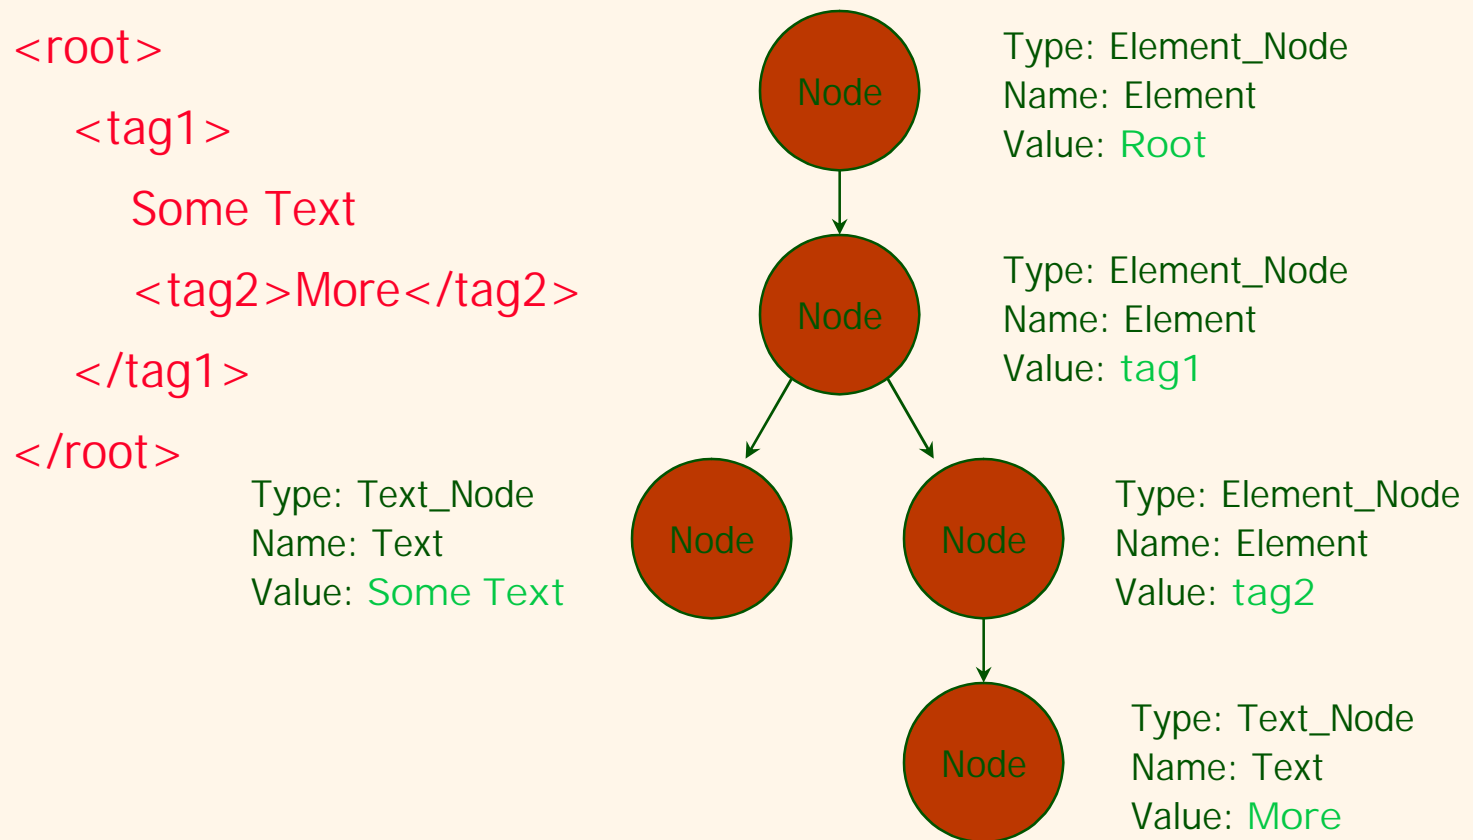 <root>
<tag1>
Some Text
<tag2>More</tag2>
</tag1>
</root>
Node
Type: Element_Node
Name: Element
Value: Root
Node
Type: Element_Node
Name: Element
Value: tag1
Type: Text_Node
Name: Text
Value: Some Text
Node
Node
Type: Element_Node
Name: Element
Value: tag2
Node
Type: Text_Node
Name: Text
Value: More